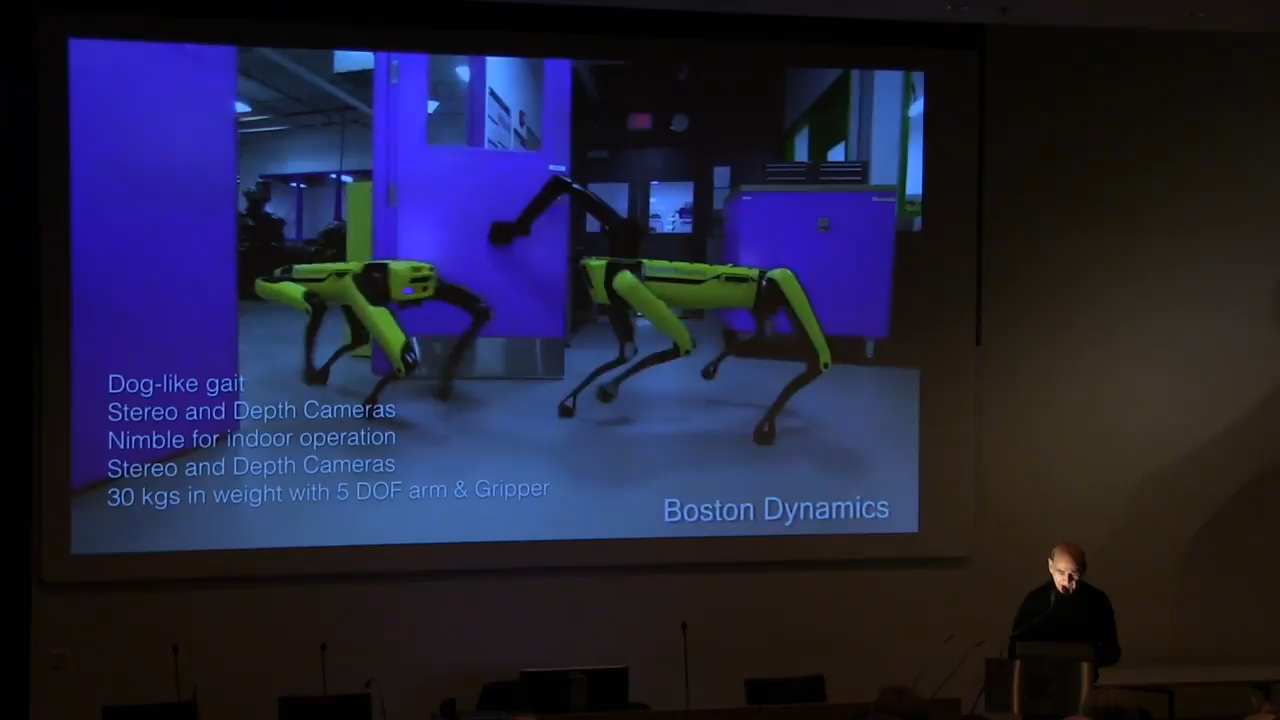 Dog-like gait
Stereo and Depth Cameras
Nimble for indoor operation
Stereo and Depth Cameras
30 kgs in weight with 5 DOF arm & Gripper
Boston Dynamics